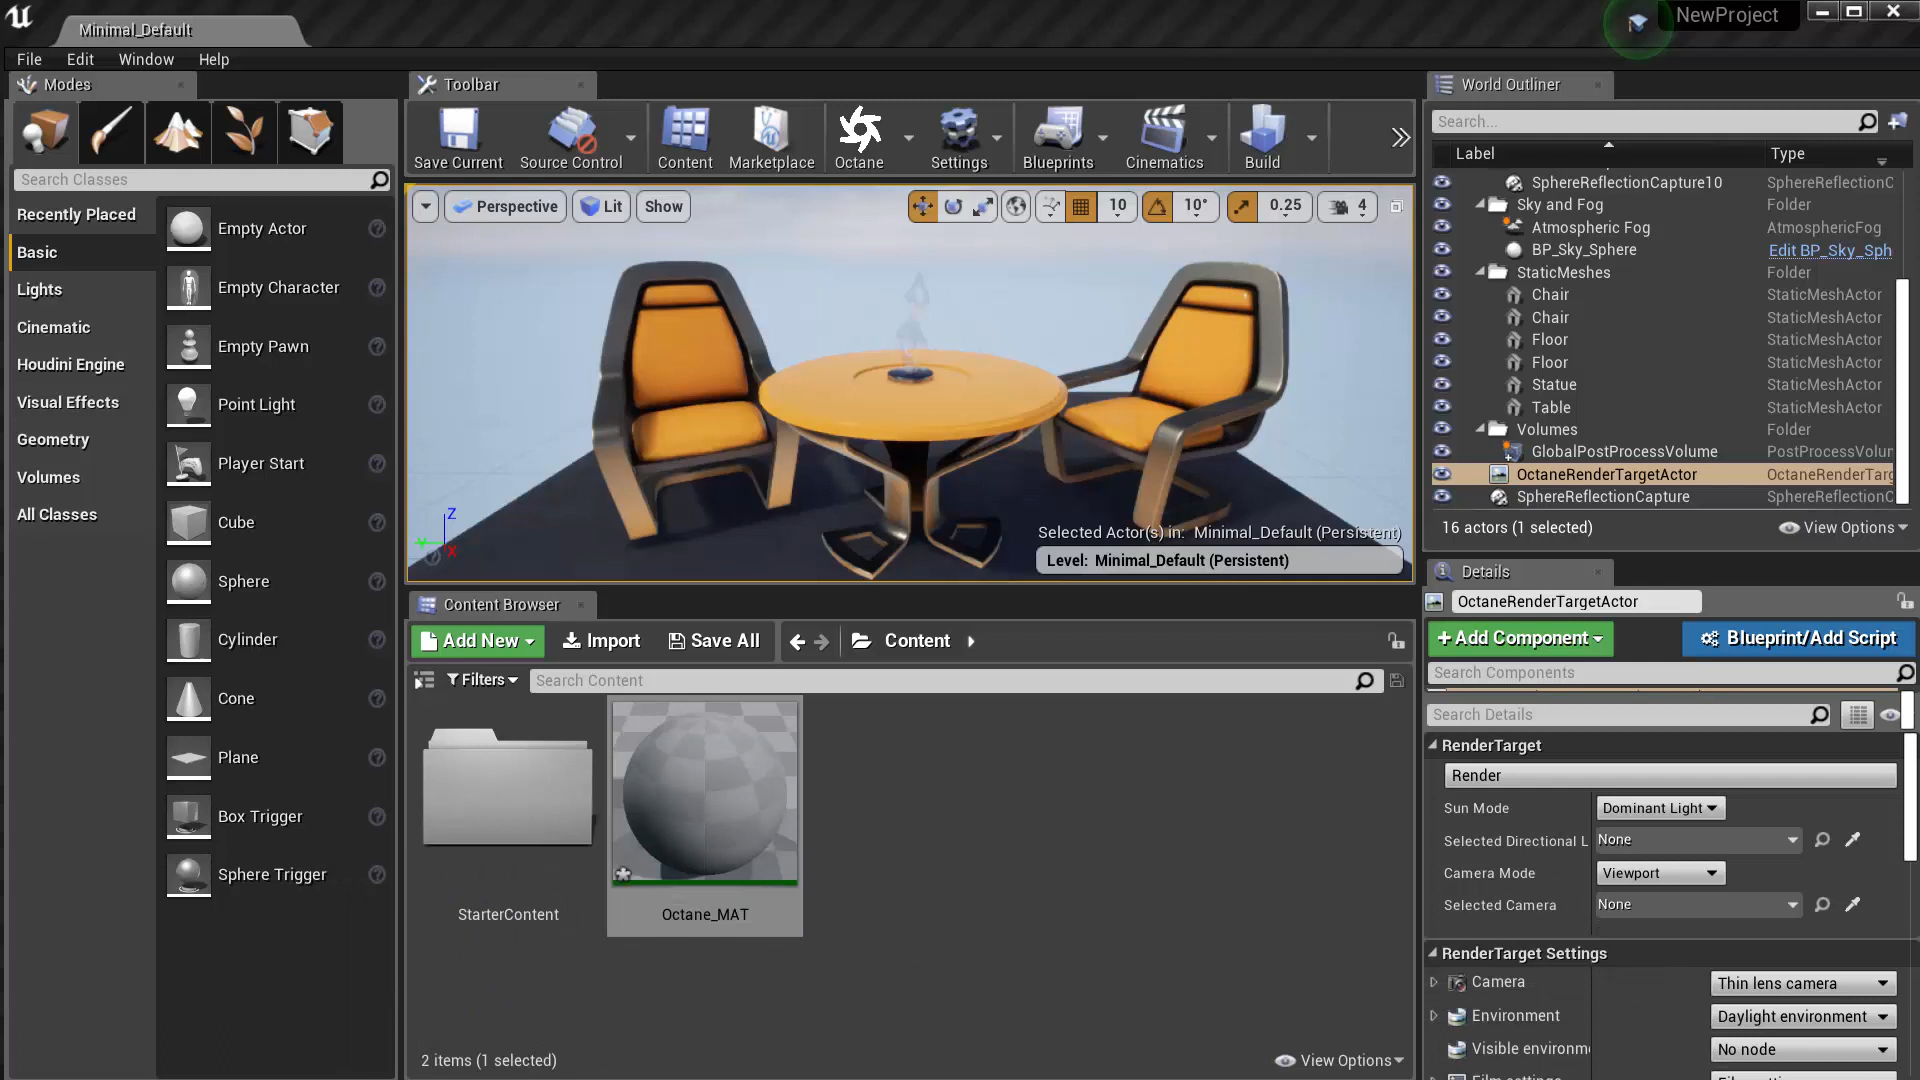 Minimal_Default
NewProject
File
Edit
Window
Help
Modes
Toolbar
World Outliner
Save Current
Source Control
Content
Marketplace
Octane
Settings
Blueprints
Cinematics
Build
Search...
Label
Type
Search Classes
Recently Placed
Basic
Lights
Cinematic
Houdini Engine
Visual Effects
Geometry
Volumes
All Classes
Empty Actor
Empty Character
Empty Pawn
Point Light
Player Start
Cube
Sphere
Cylinder
Cone
Plane
Box Trigger
Sphere Trigger
Perspective
Lit
Show
10
10°
0.25
4
Z
Y
X
Selected Actor(s) in: Minimal_Default (Persistent)
Level: Minimal_Default (Persistent)
SphereReflectionCapture10 SphereReflectionC
Sky and Fog Folder
Atmospheric Fog AtmosphericFog
BP_Sky_Sphere Edit BP_Sky_Sph
StaticMeshes Folder
Chair StaticMeshActor
Chair StaticMeshActor
Floor StaticMeshActor
Floor StaticMeshActor
Statue StaticMeshActor
Table StaticMeshActor
Volumes Folder
GlobalPostProcessVolume PostProcessVolur
OctaneRenderTargetActor OctaneRenderTarg
SphereReflectionCapture SphereReflectionC
16 actors (1 selected)
View Options
Content Browser
Add New
Import
Save All
Content
Filters
Search Content
StarterContent
Octane_MAT
2 items (1 selected)
View Options
Details
OctaneRenderTargetActor
+Add Component
Blueprint/Add Script
Search Components
Search Details
RenderTarget
Render
Sun Mode Dominant Light
Selected Directional L None
Camera Mode Viewport
Selected Camera None
RenderTarget Settings
Camera Thin lens camera
Environment Daylight environment
Visible environme No node